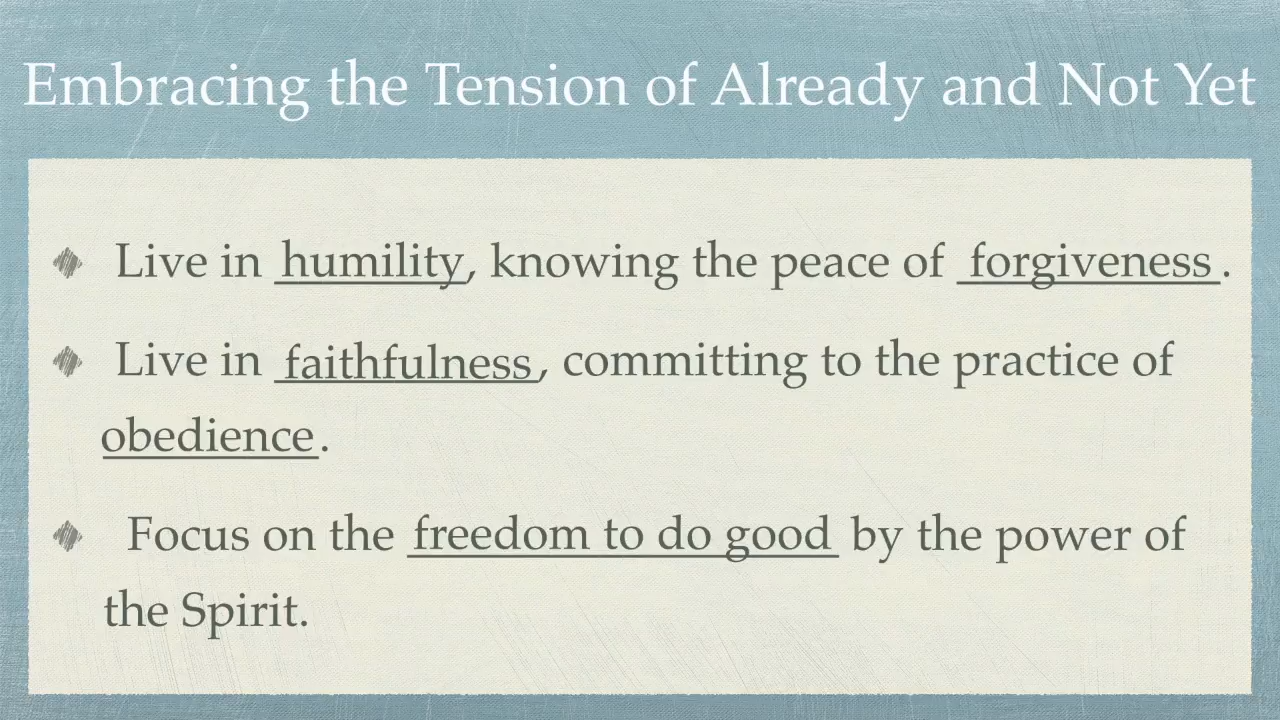 Embracing the Tension of Already and Not Yet
Live in humility, knowing the peace of forgiveness.
Live in faithfulness, committing to the practice of
obedience.
Focus on the freedom to do good by the power of
the Spirit.